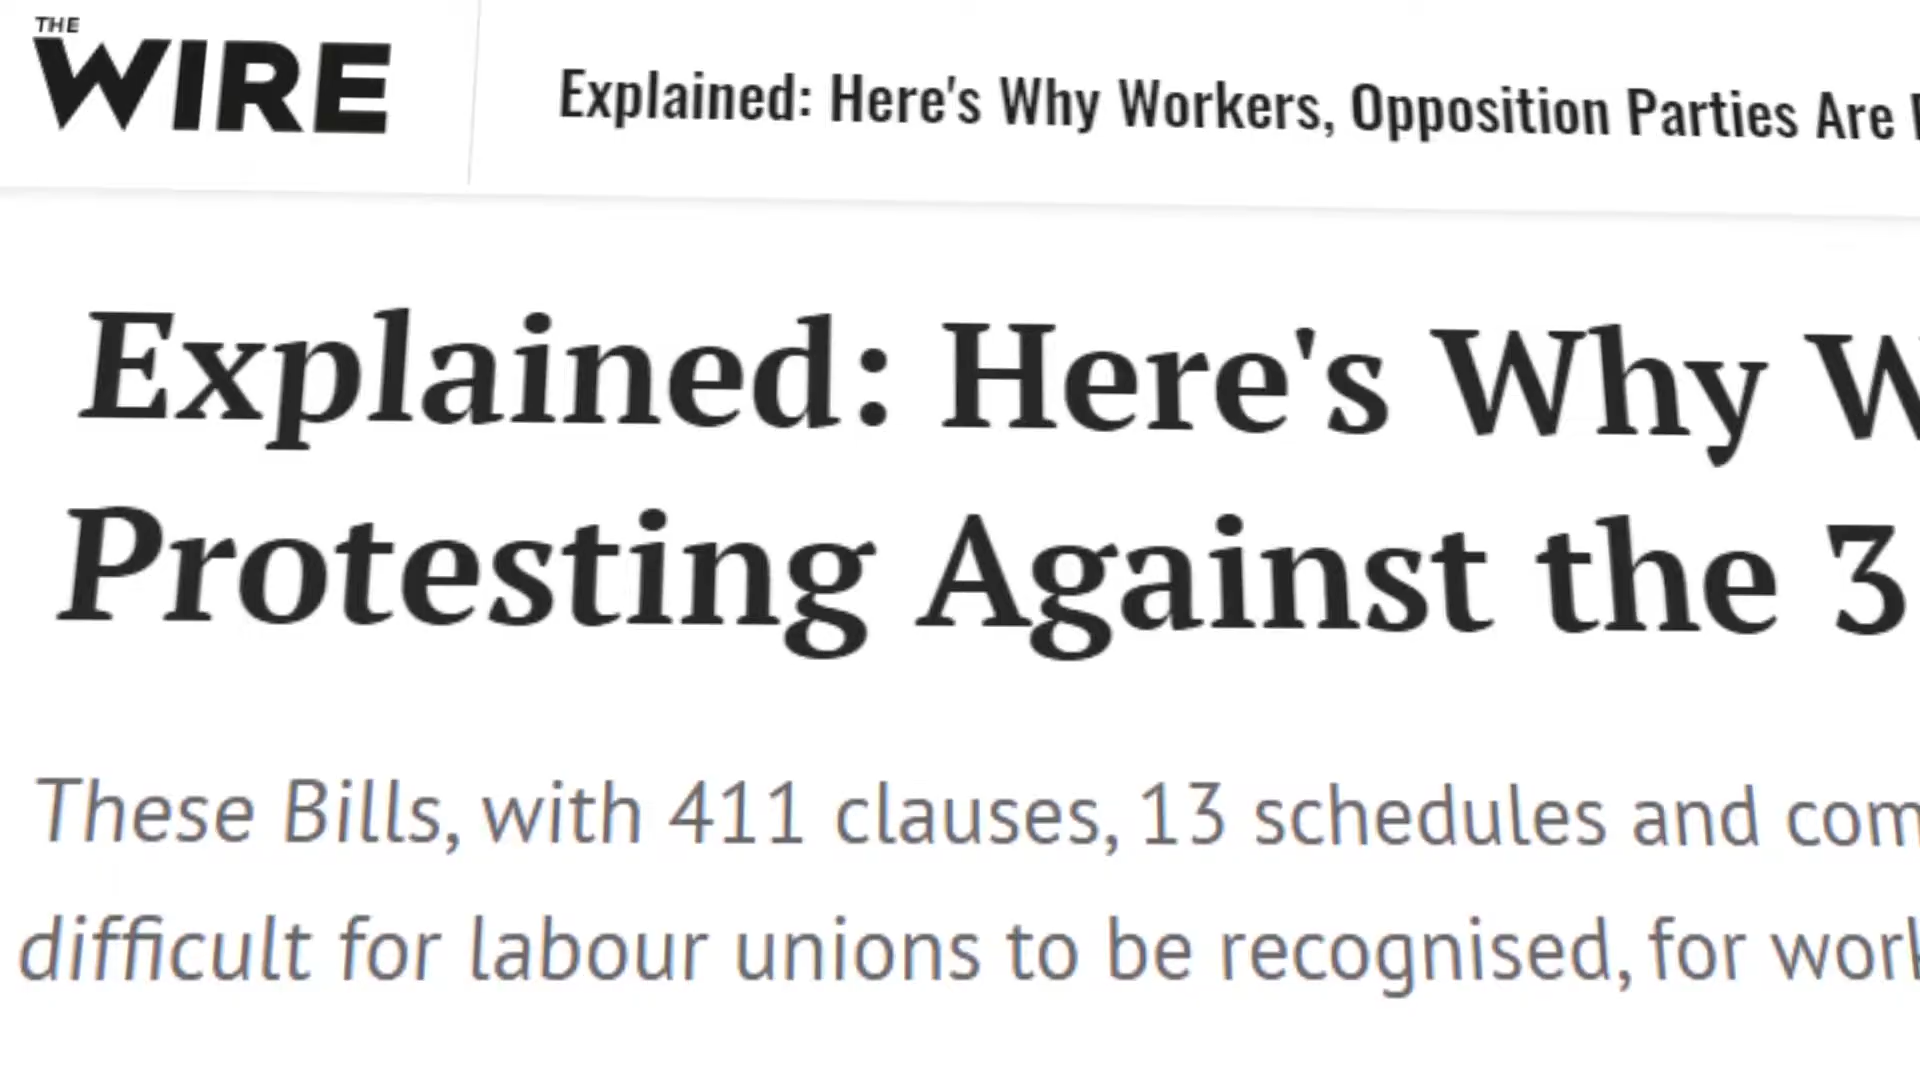 THE
WIRE
Explained: Here's Why Workers, Opposition Parties Are
Explained: Here's Why
Protesting Against the 3
These Bills, with 411 clauses, 13 schedules and
difficult for labour unions to be recognised, for